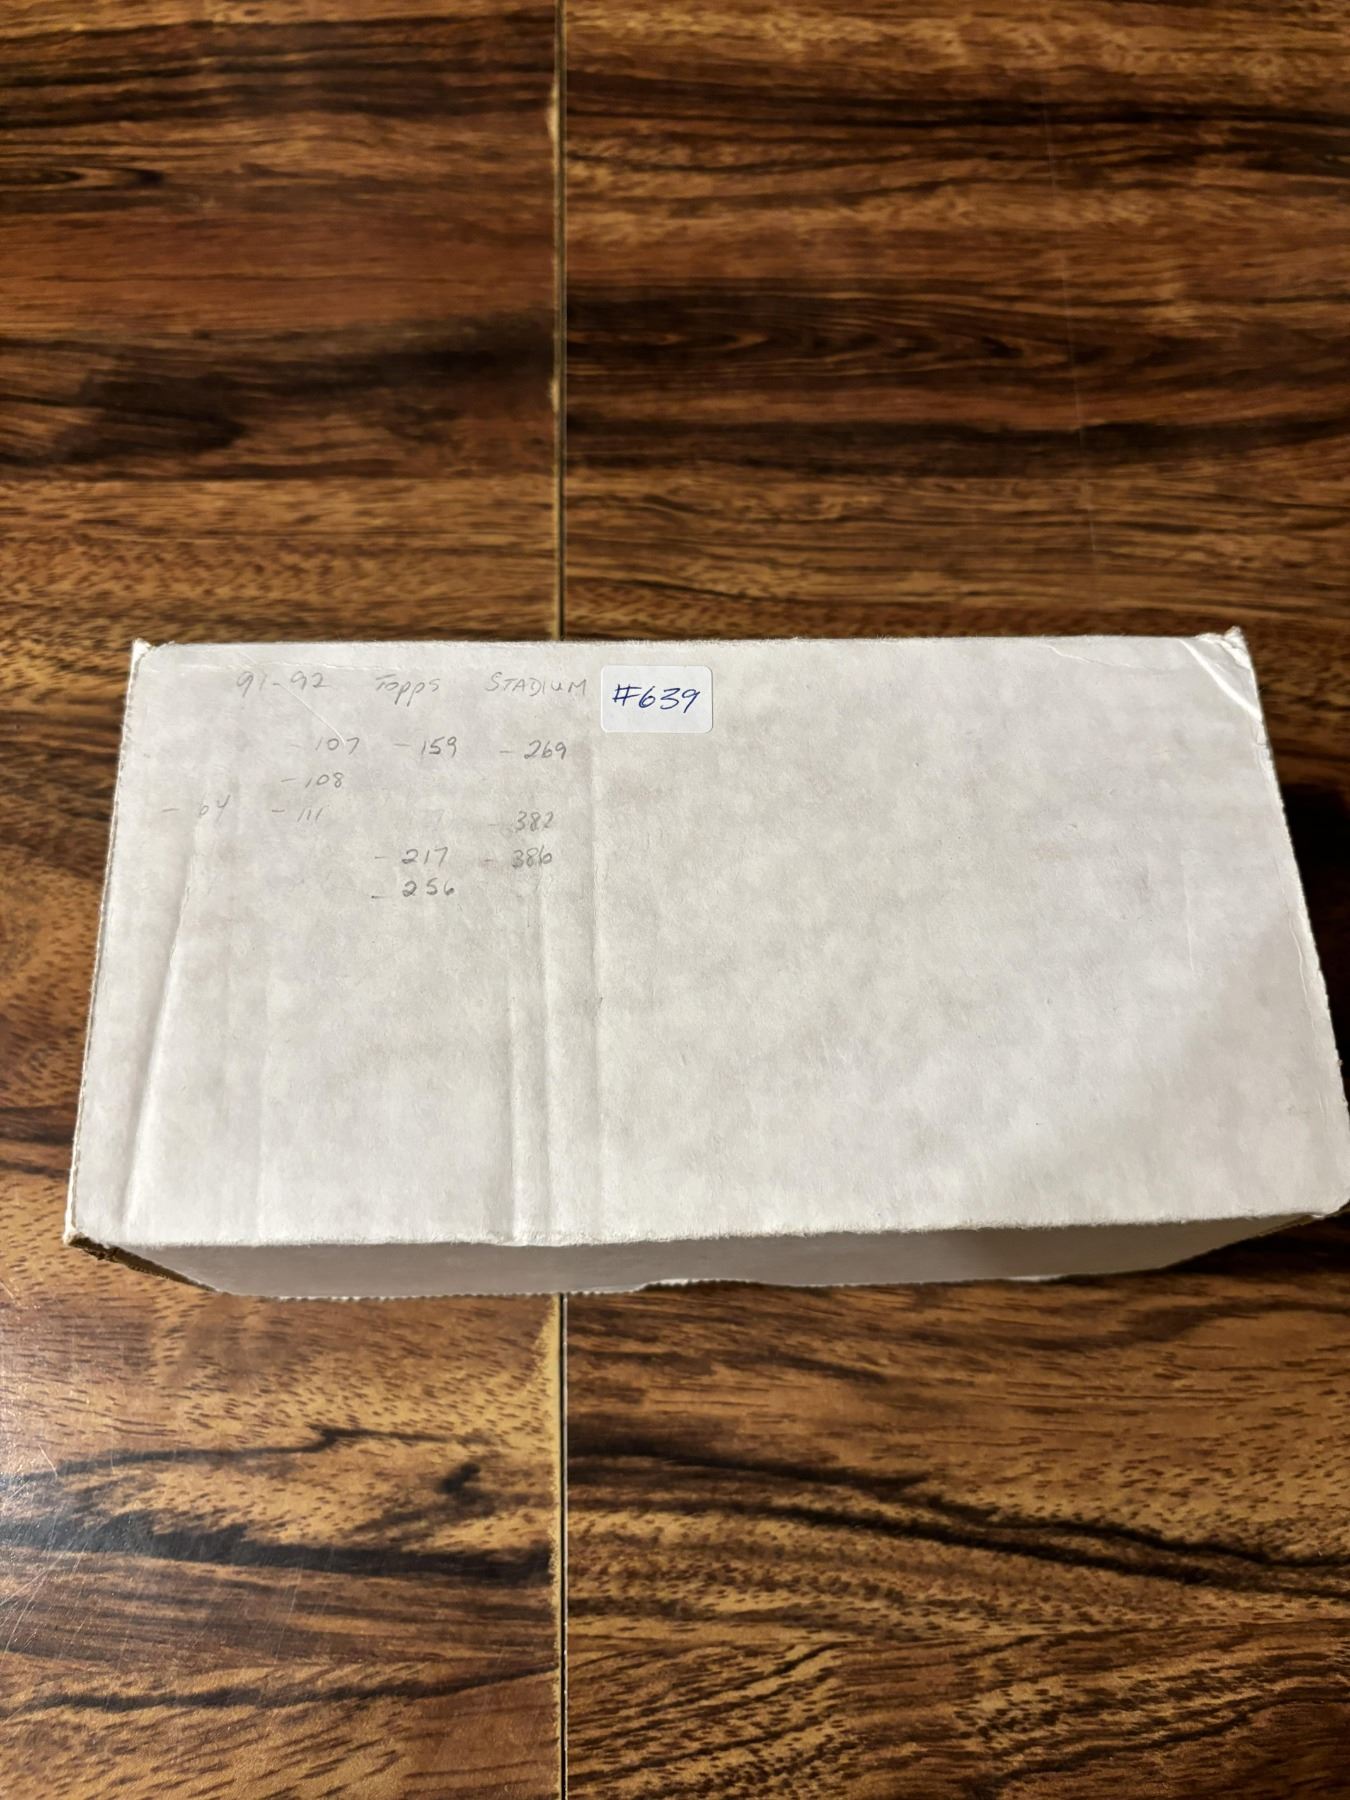 91-92 Topps STADIUM #639
- 107 - 159 - 269
- 108
- 64 - 111 - 382
- 217 - 386
- 256